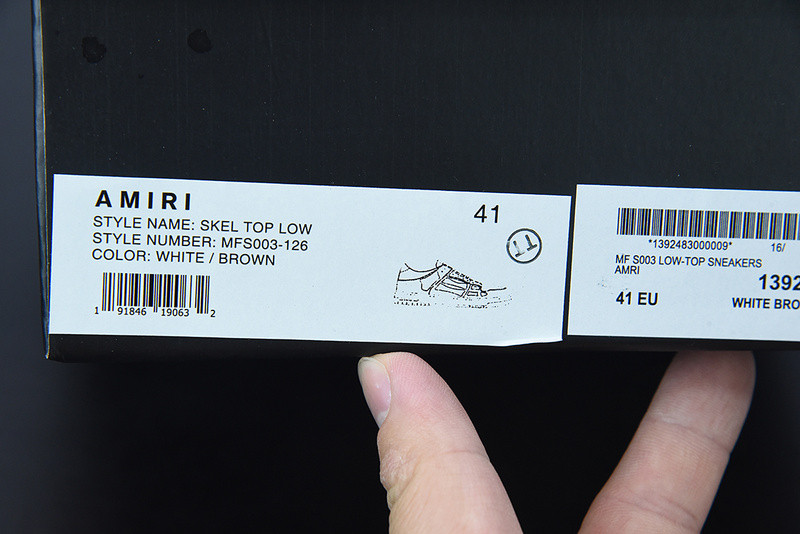 AMIRI
41
STYLE NAME: SKEL TOP LOW
STYLE NUMBER: MFS003-126
COLOR: WHITE / BROWN
1 91846 19063 2
*1392483000009* 16/
MF S003 LOW-TOP SNEAKERS
AMRI
1392
41 EU
WHITE BRO